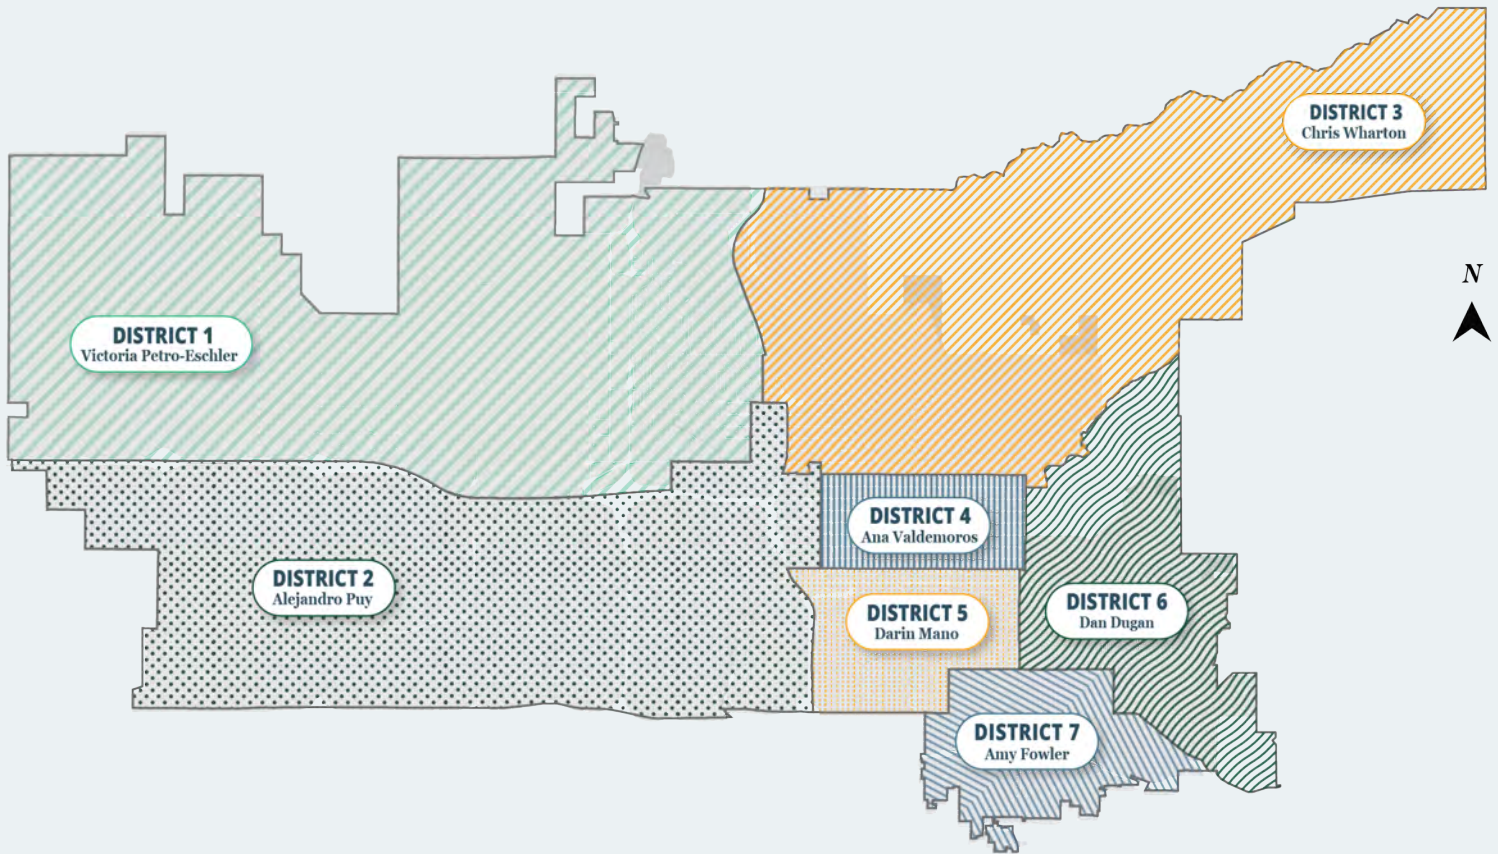 DISTRICT 3
Chris Wharton
N
DISTRICT 1
Victoria Petro-Eschler
DISTRICT 4
Ana Valdemoros
DISTRICT 2
Alejandro Puy
DISTRICT 5
Darin Mano
DISTRICT 6
Dan Dugan
DISTRICT 7
Amy Fowler